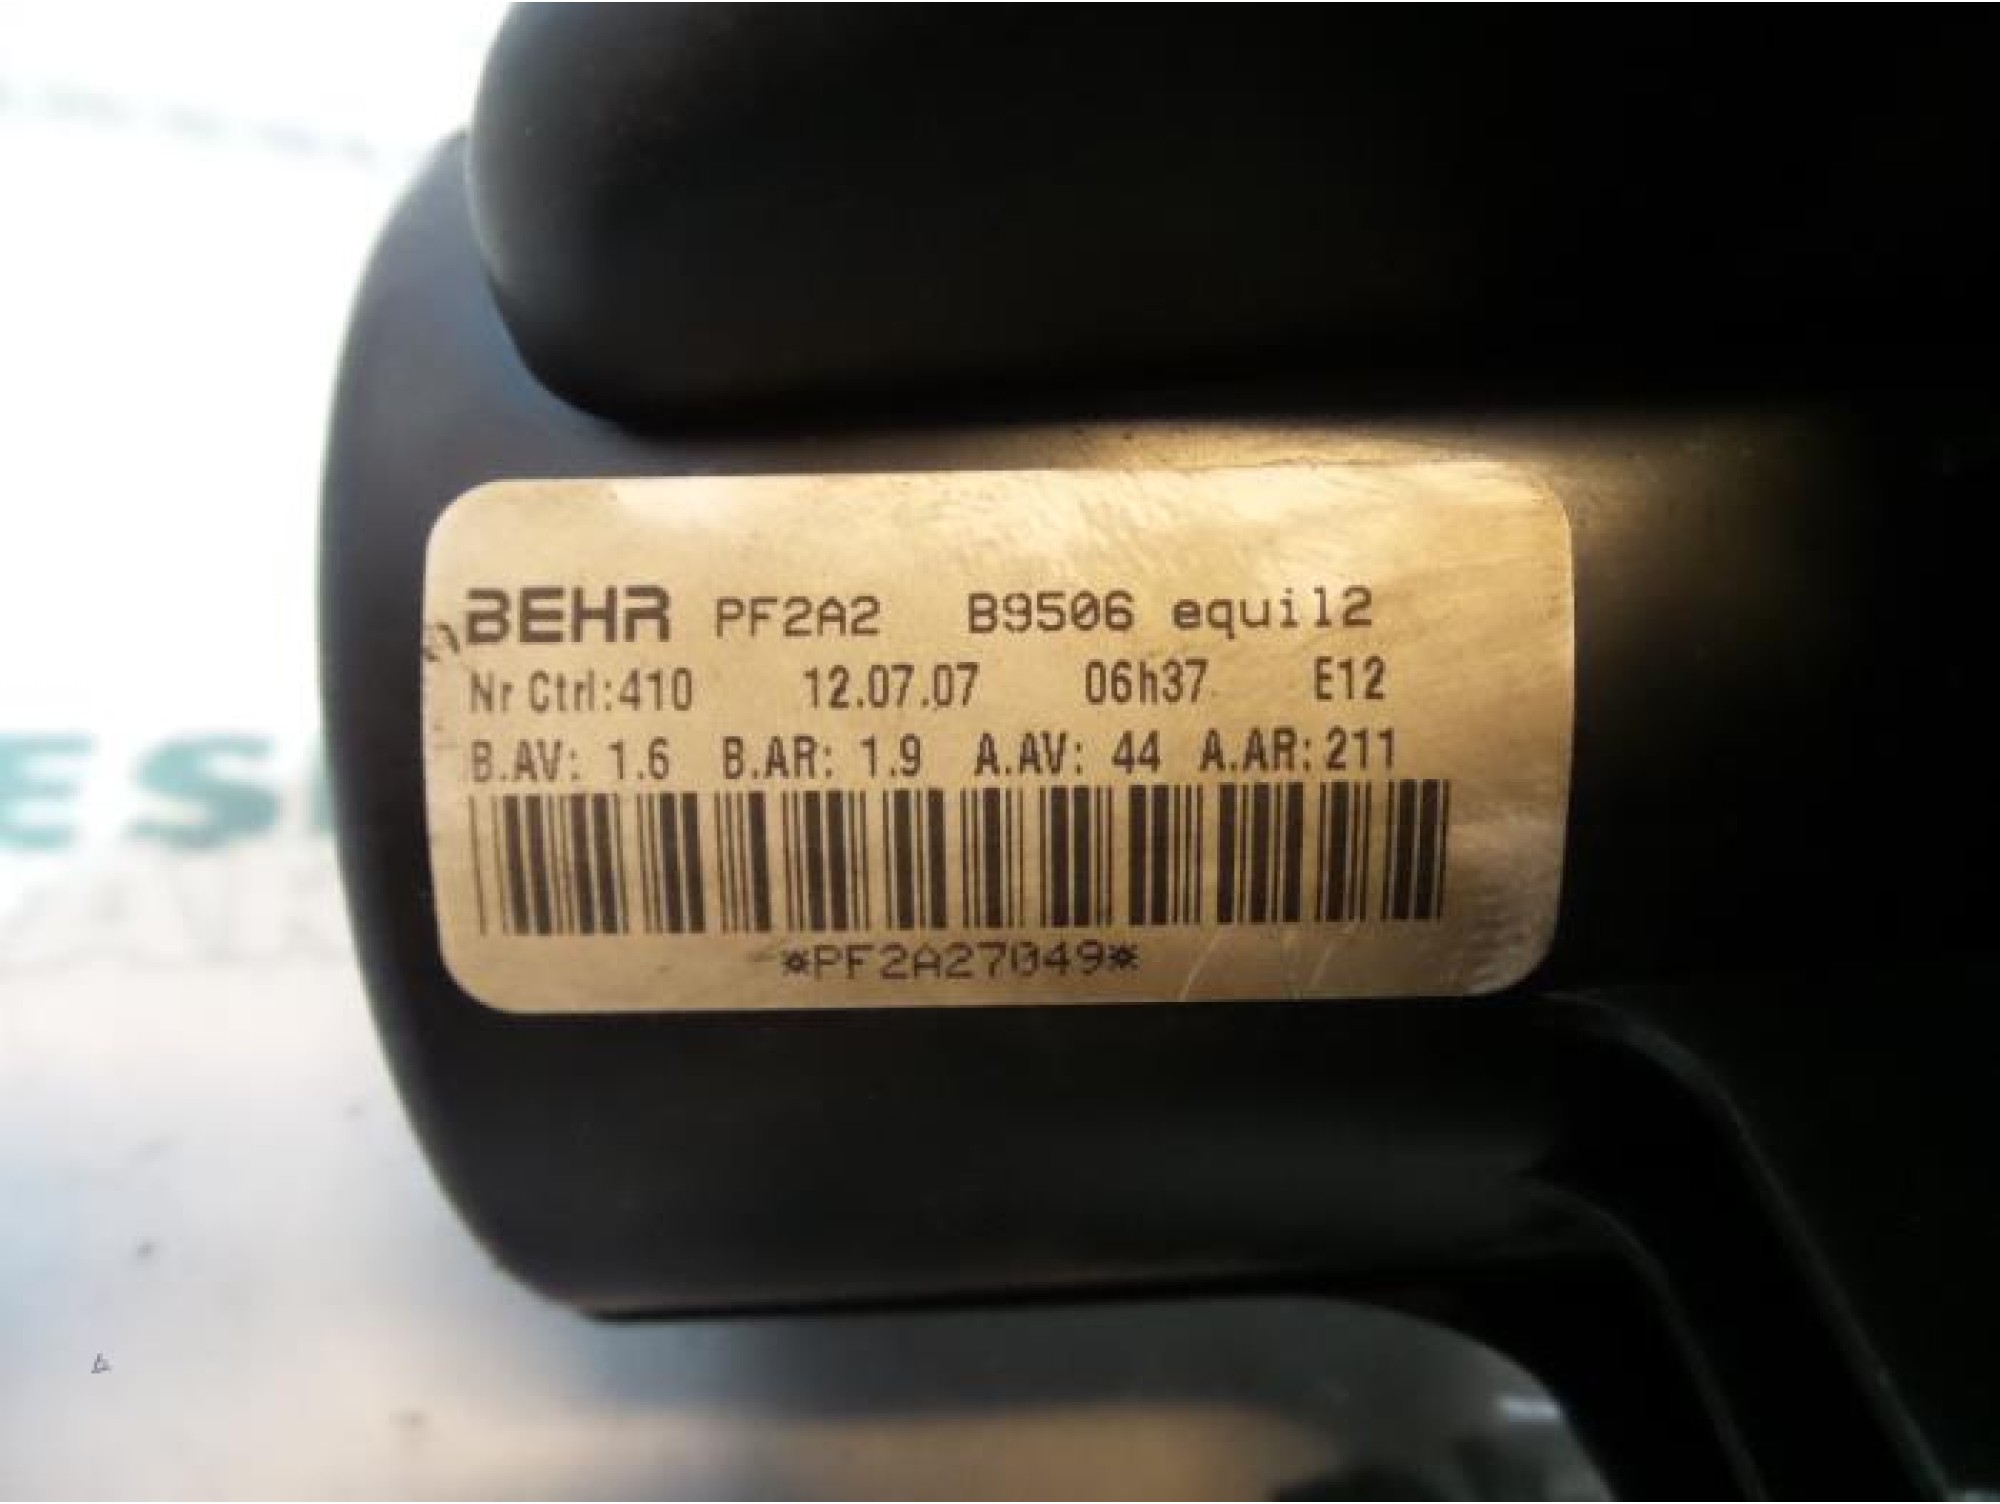 BEHR PF2A2 B9506 equil2
Nr Ctrl:410 12.07.07 06h37 E12
B.AV: 1.6 B.AR: 1.9 A.AV: 44 A.AR: 211
*PF2A27049*